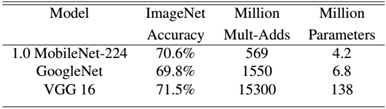 Model ImageNet Million Million
Accuracy Mult-Adds Parameters
1.0 MobileNet-224 70.6% 569 4.2
GoogleNet 69.8% 1550 6.8
VGG 16 71.5% 15300 138